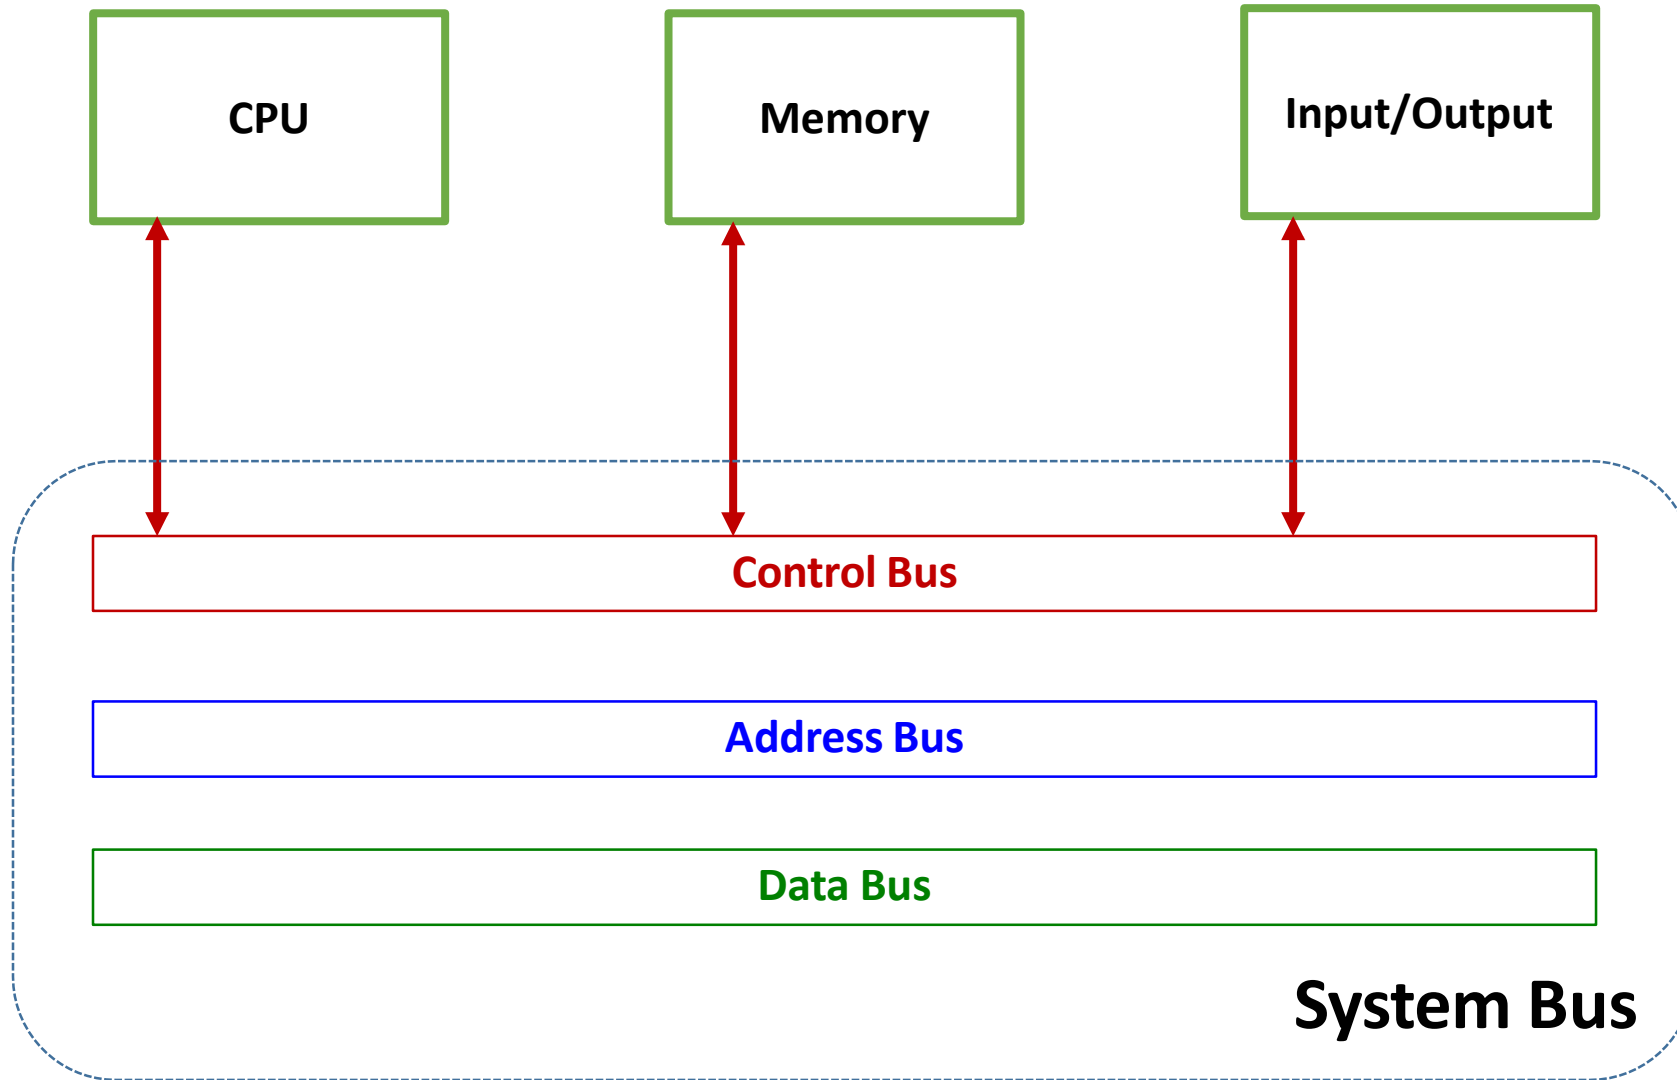 CPU
Memory
Input/Output
Control Bus
Address Bus
Data Bus
System Bus